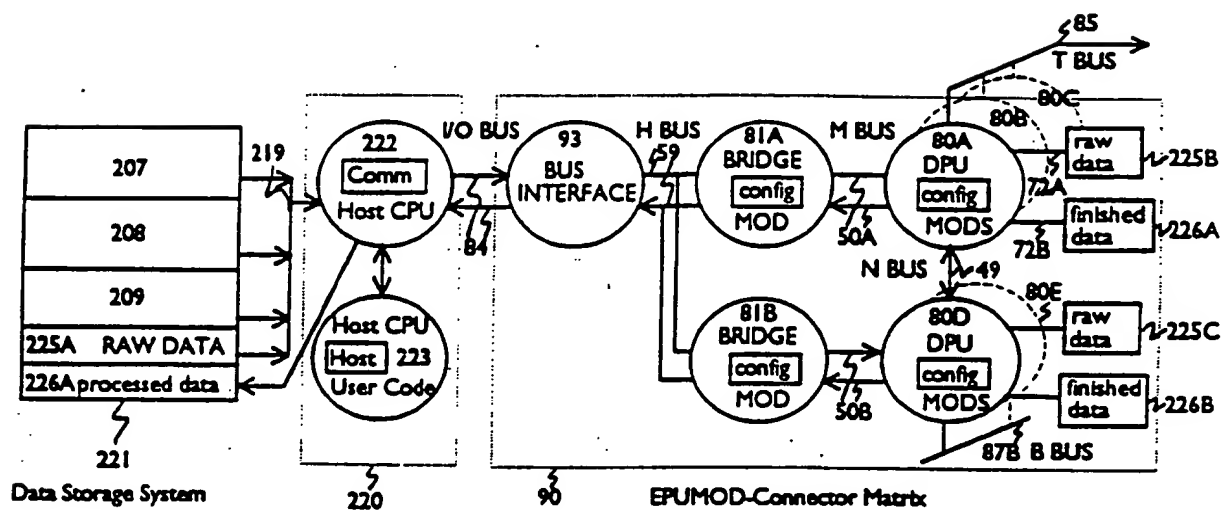 85
T BUS
80C
80B
219
222
I/O BUS
93
H BUS
59
81A
M BUS
80A
raw data
225B
207
Comm
BUS
BRIDGE
DPU
72A
Host CPU
INTERFACE
config
config
finished data
226A
208
84
MOD
50A
MODS
72B
N BUS
49
80E
209
Host CPU
81B
80D
raw data
225C
225A RAW DATA
Host 223
BRIDGE
DPU
226A processed data
User Code
config
config
finished data
226B
MOD
50B
MODS
87B B BUS
221
Data Storage System
220
90
EPUMOD-Connector Matrix